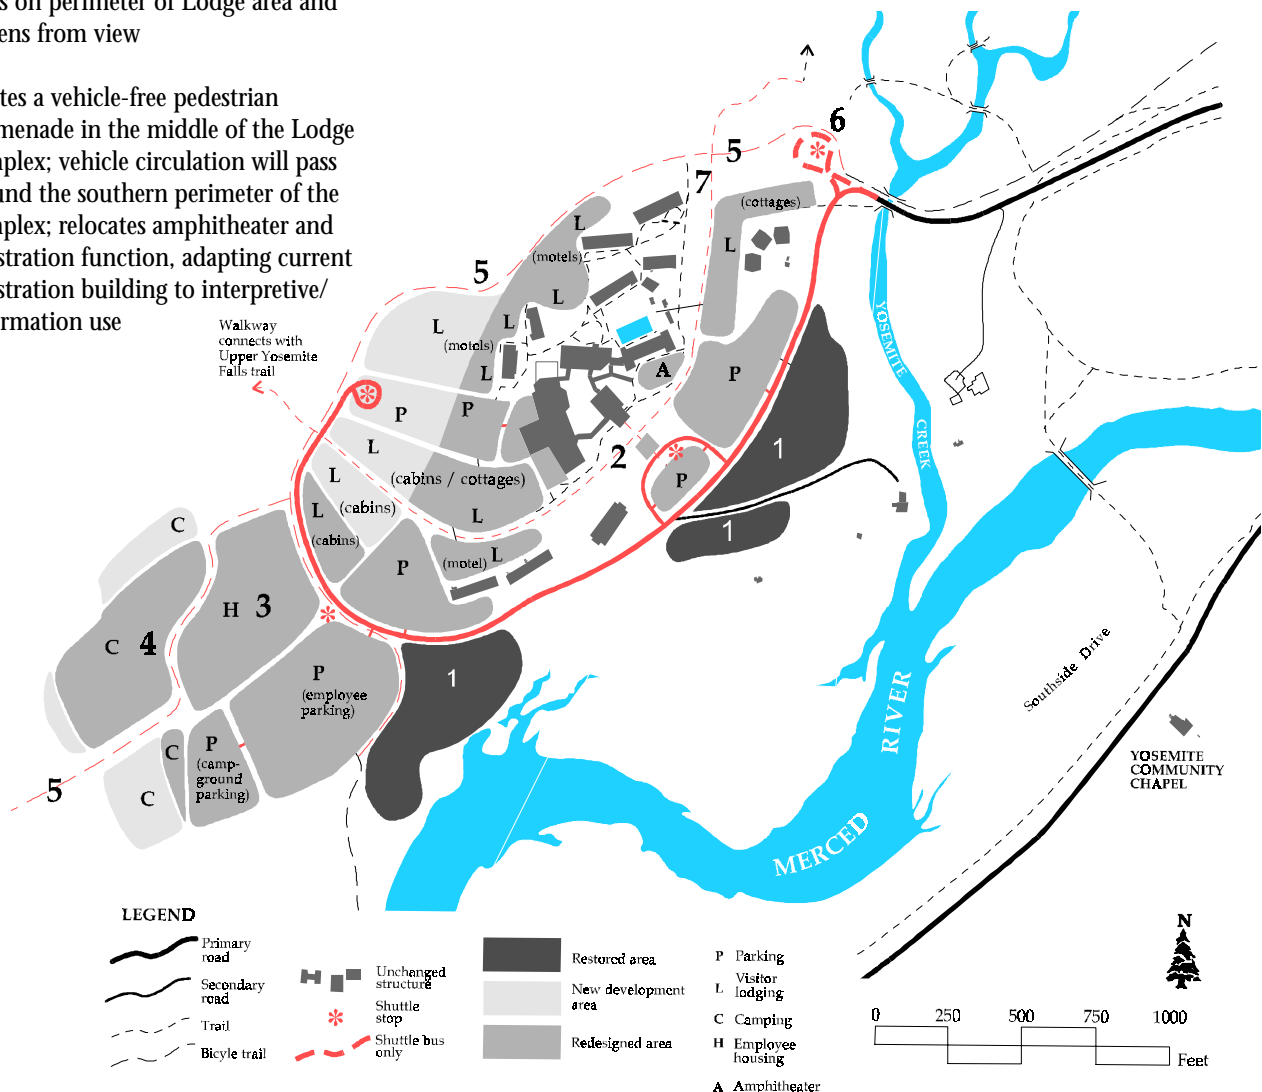 s on perimeter of Lodge area and
ens from view
tes a vehicle-free pedestrian
menade in the middle of the Lodge
plex; vehicle circulation will pass
und the southern perimeter of the
plex; relocates amphitheater and
stration function, adapting current
stration building to interpretive/
rmation use
Walkway
connects with
Upper Yosemite
Falls trail
6
5
7
(cottages)
L
L
(motels)
5
L
L
L
(motels)
L
A
P
P
P
L
2
1
P
(cabins / cottages)
L
L
(cabins)
L
(cabins)
L
1
P
(motel)
L
C
H 3
C 4
P
(employee
parking)
1
P
(camp-
ground
parking)
C
C
5
YOSEMITE
CREEK
MERCED
RIVER
Southside Drive
YOSEMITE
COMMUNITY
CHAPEL
LEGEND
Primary
road
Secondary
road
Trail
Bicyle trail
Unchanged
structure
Shuttle
stop
Shuttle bus
only
Restored area
New development
area
Redesigned area
P Parking
L Visitor
lodging
C Camping
H Employee
housing
A Amphitheater
N
0 250 500 750 1000
Feet